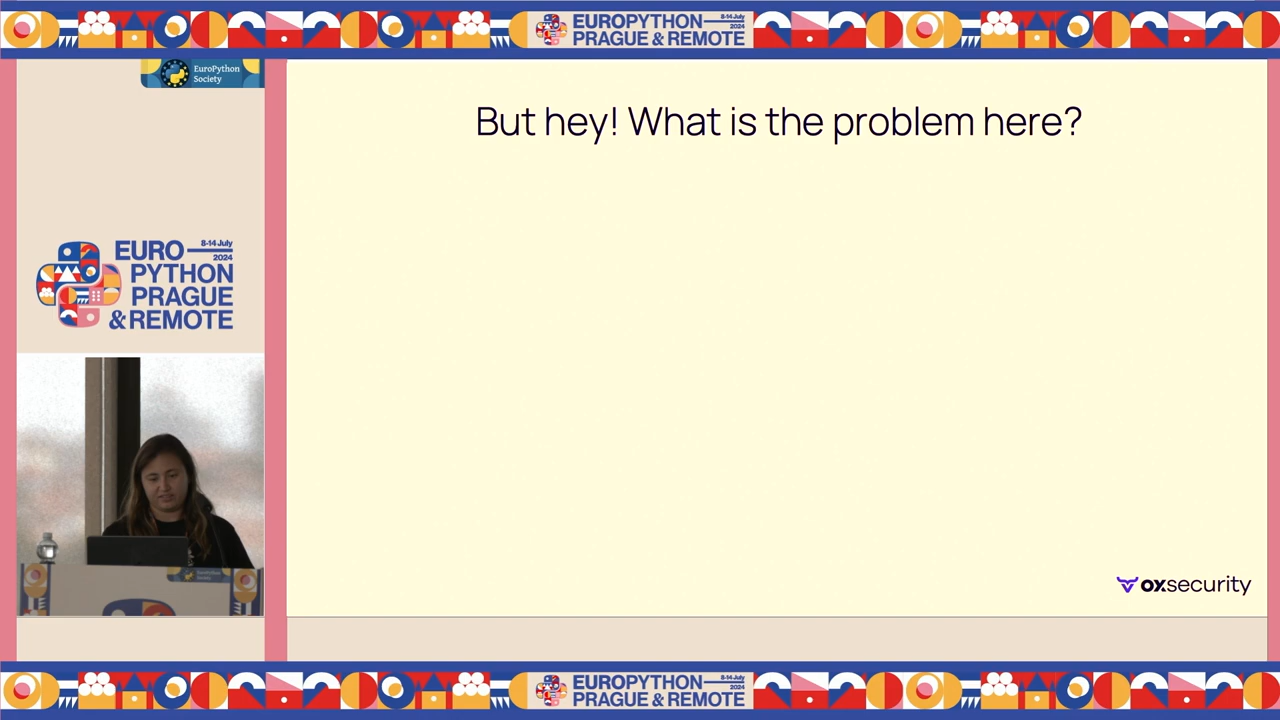 EUROPYTHON
8-14 July
2024
PRAGUE & REMOTE
EuroPython
Society
But hey! What is the problem here?
EURO
8-14 July
2024
PYTHON
PRAGUE
& REMOTE
oxsecurity
EUROPYTHON
8-14 July
2024
PRAGUE & REMOTE